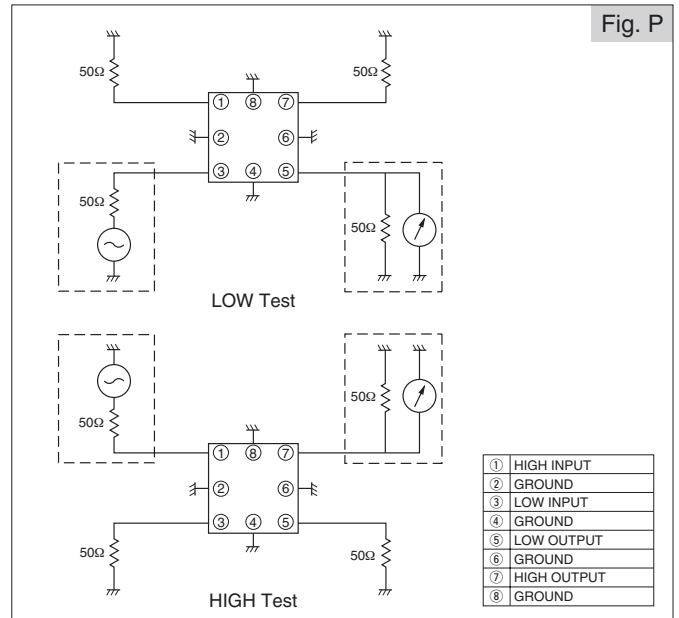 Fig. P
50Ω
50Ω
① ⑧ ⑦
② ⑥
③ ④ ⑤
50Ω
50Ω
LOW Test
50Ω
50Ω
① ⑧ ⑦
② ⑥
③ ④ ⑤
50Ω
50Ω
HIGH Test
① HIGH INPUT
② GROUND
③ LOW INPUT
④ GROUND
⑤ LOW OUTPUT
⑥ GROUND
⑦ HIGH OUTPUT
⑧ GROUND